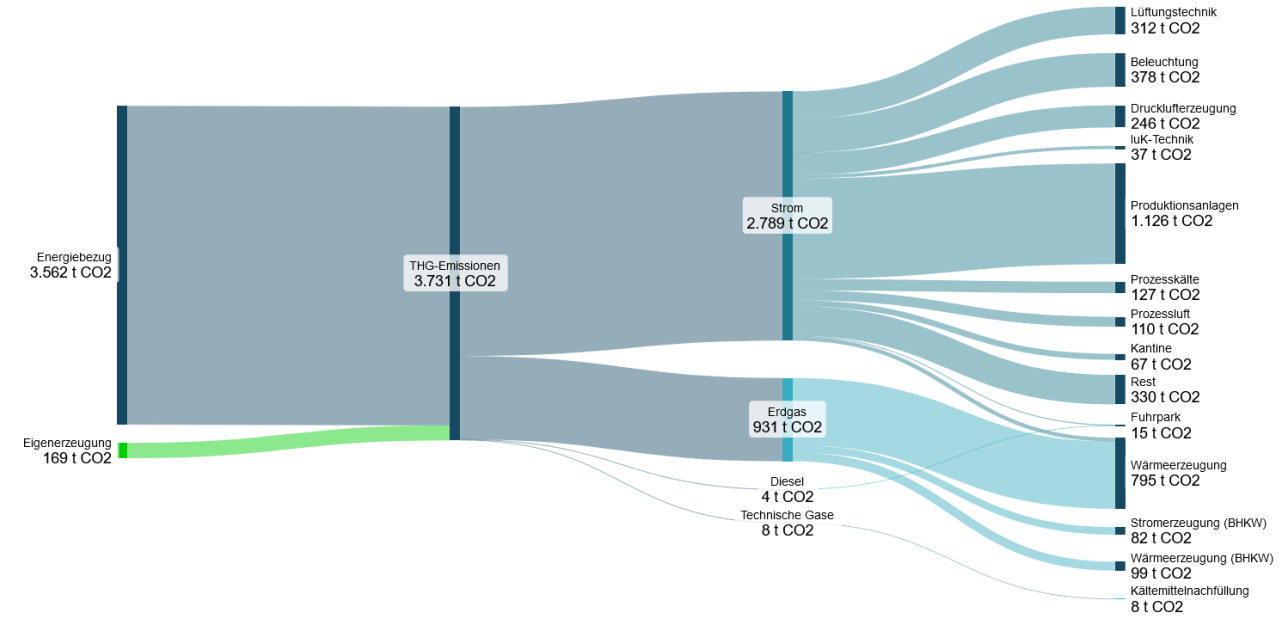 Energiebezug
3.562 t CO2
Eigenerzeugung
169 t CO2
THG-Emissionen
3.731 t CO2
Strom
2.789 t CO2
Erdgas
931 t CO2
Diesel
4 t CO2
Technische Gase
8 t CO2
Lüftungstechnik
312 t CO2
Beleuchtung
378 t CO2
Drucklufterzeugung
246 t CO2
IuK-Technik
37 t CO2
Produktionsanlagen
1.126 t CO2
Prozesskälte
127 t CO2
Prozessluft
110 t CO2
Kantine
67 t CO2
Rest
330 t CO2
Fuhrpark
15 t CO2
Wärmeerzeugung
795 t CO2
Stromerzeugung (BHKW)
82 t CO2
Wärmeerzeugung (BHKW)
99 t CO2
Kältemittelnachfüllung
8 t CO2